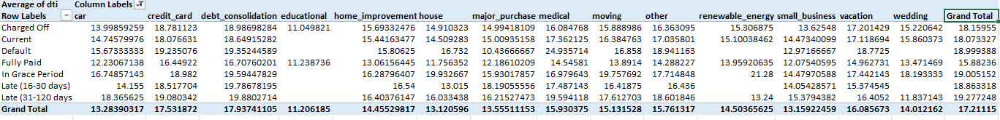 Average of dti Column Labels
Row Labels car credit_card debt_consolidation educational home_improvement house major_purchase medical moving other renewable_energy small_business vacation wedding Grand Total
Charged Off 13.99859259 18.781123 18.98698284 11.049821 15.69332476 14.910323 14.99418109 16.084768 15.888986 16.363095 15.306875 13.62548 17.201429 15.220642 18.15955
Current 14.74579976 18.076631 18.64915282 15.44163477 14.509283 15.00935158 17.362125 16.384763 17.035801 15.10038462 14.47340099 17.118694 15.860373 18.073327
Default 15.67333333 19.235076 19.35244589 15.80625 16.732 10.43666667 24.935714 16.858 18.941163 12.97166667 18.7725 18.999388
Fully Paid 12.23067138 16.44922 16.70760201 11.238736 13.06156445 11.756352 12.18610209 14.54581 13.8914 14.288227 13.95920635 12.07540595 14.962731 13.471469 15.88236
In Grace Period 16.74857143 18.982 19.59447829 16.28796407 19.932667 15.93017857 16.979643 19.757692 17.714848 21.28 14.47970588 17.442143 18.193333 19.005152
Late (16-30 days) 14.155 18.517704 19.78678195 16.54 13.015 18.19055556 17.487143 16.41875 16.436 14.05428571 15.374545 18.863318
Late (31-120 days 18.365625 19.080342 19.8802714 16.40376147 16.033438 16.21527473 19.594118 17.612703 18.601846 13.24 15.3794382 16.4052 11.837143 19.277248
Grand Total 13.28390317 17.531872 17.93741105 11.206185 14.45529817 13.120596 13.55511153 15.930375 15.131528 15.761317 14.50365625 13.15922459 16.085673 14.012162 17.21115